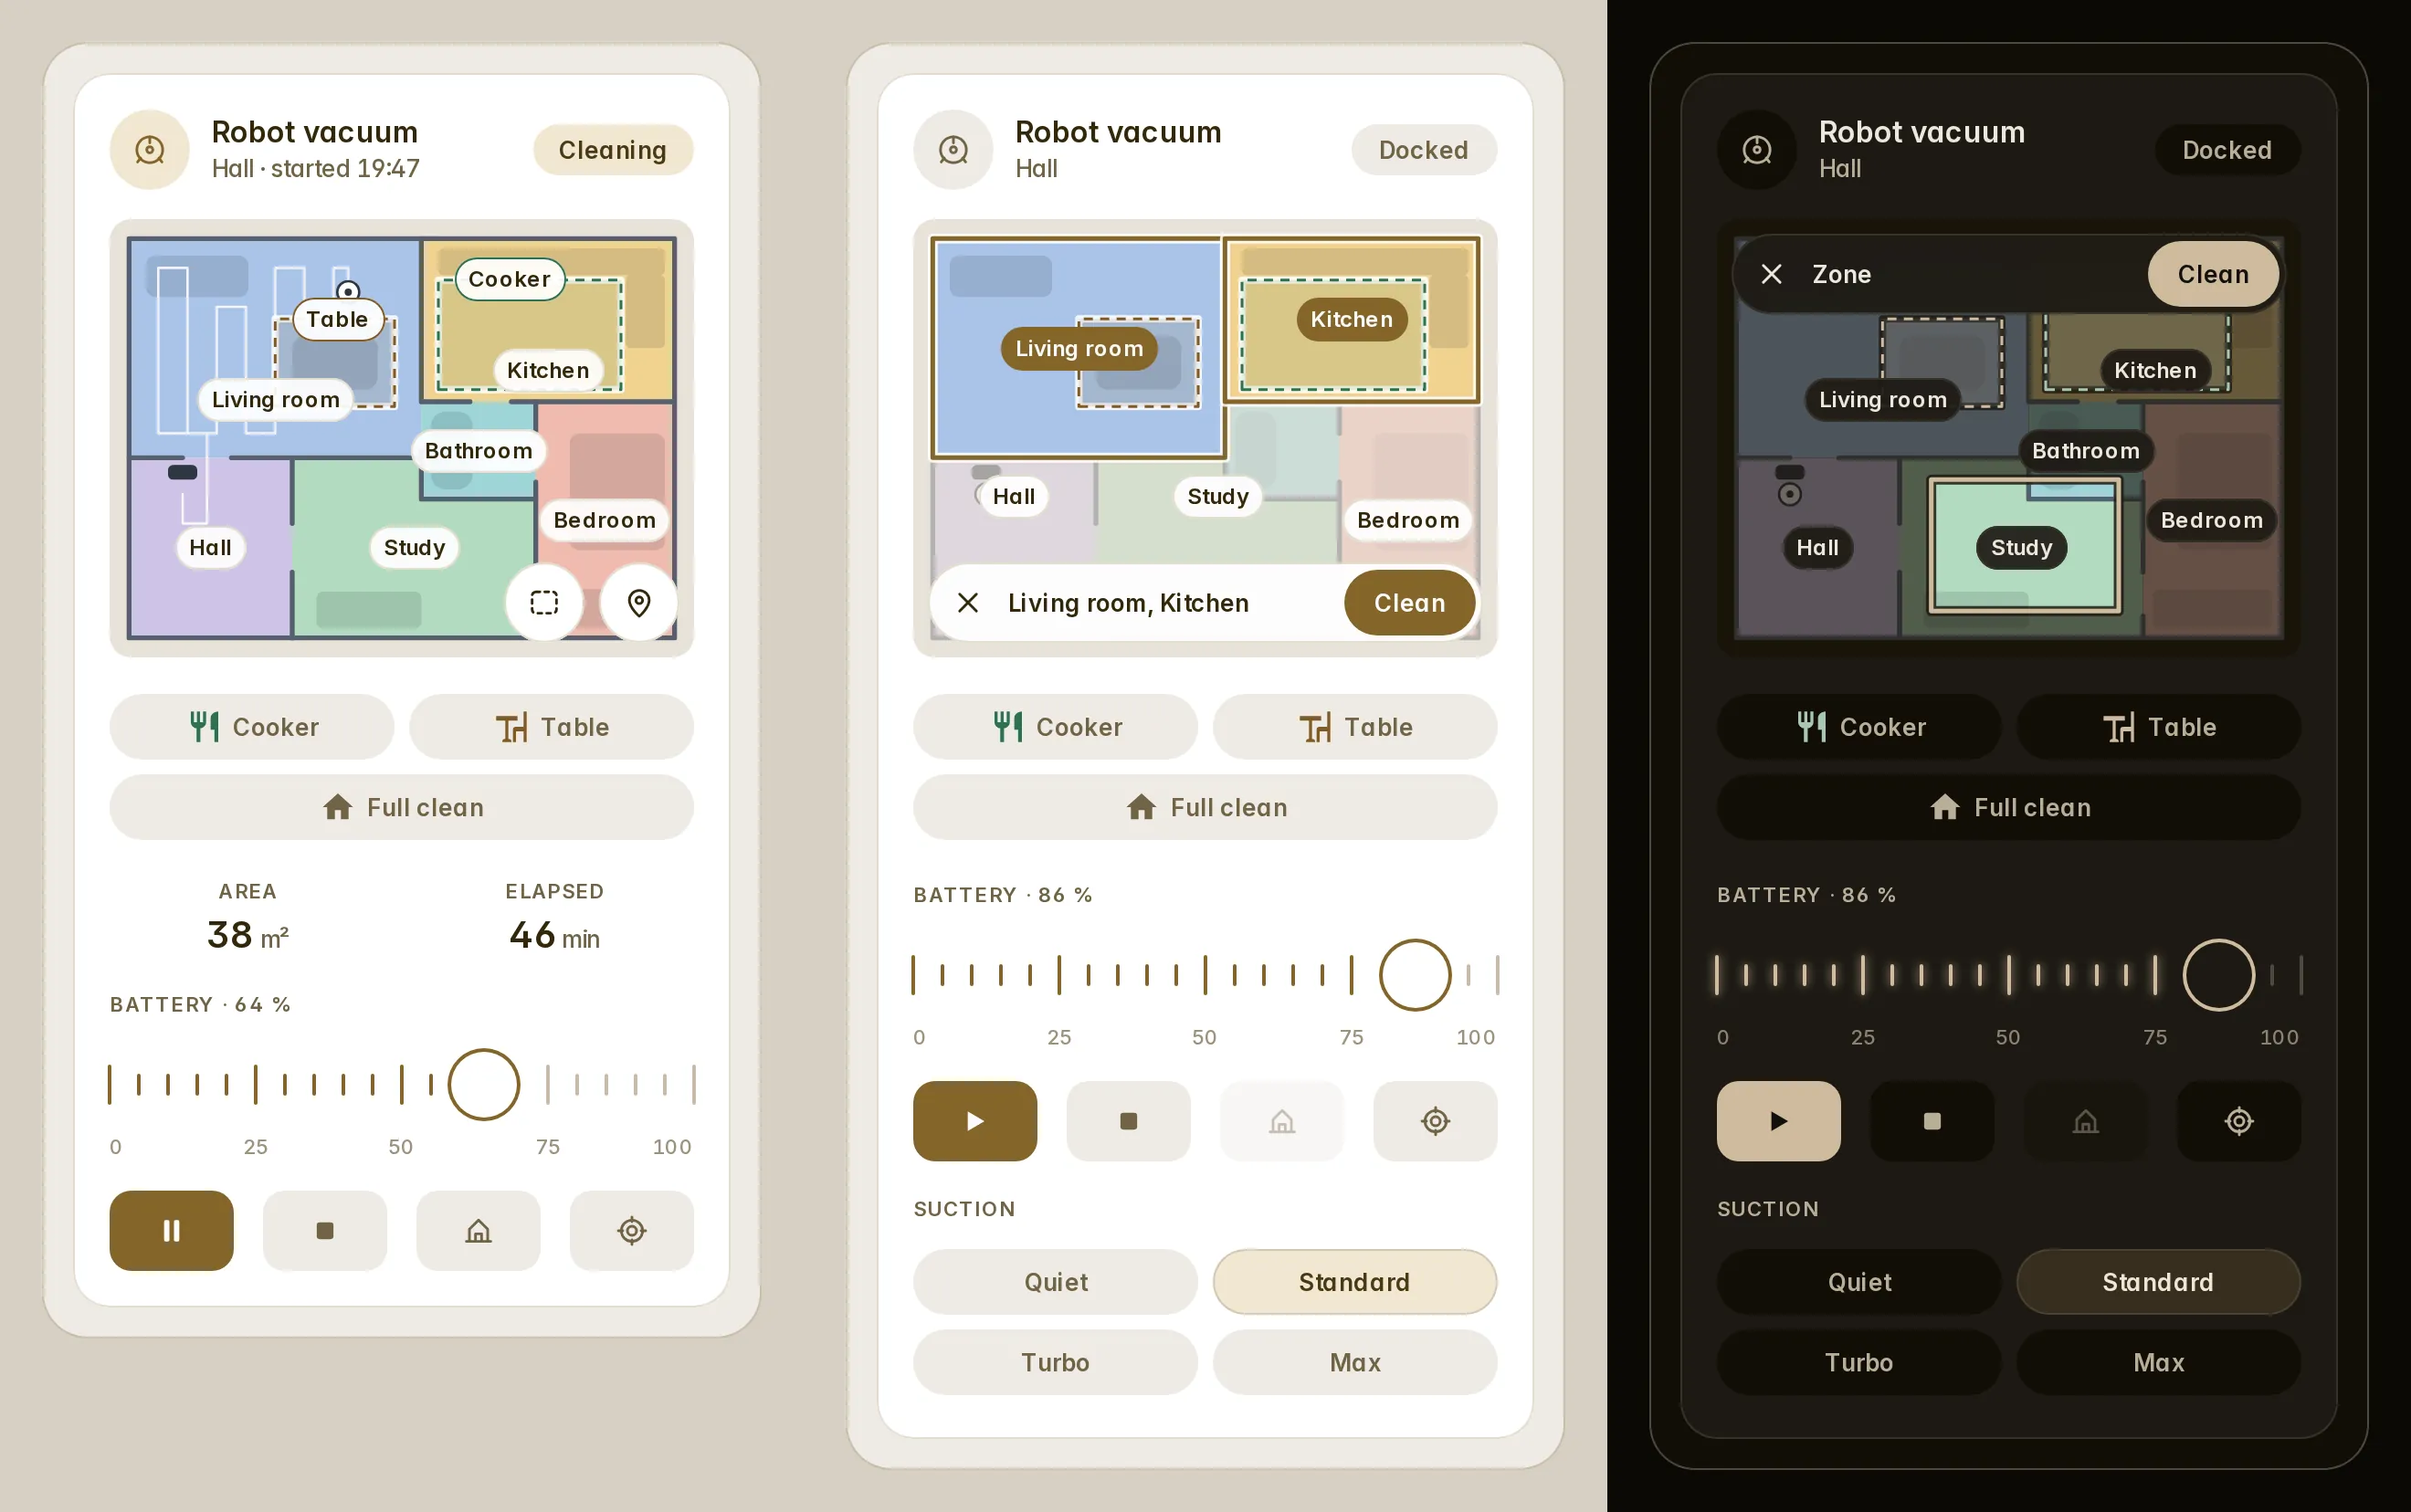 Robot vacuum
Hall · started 19:47
Cleaning
Cooker
Table
Kitchen
Living room
Bathroom
Bedroom
Hall
Study
Cooker
Table
Full clean
AREA
38 m²
ELAPSED
46 min
BATTERY · 64 %
0 25 50 75 100
Robot vacuum
Hall
Docked
Kitchen
Living room
Hall
Study
Bedroom
Living room, Kitchen
Clean
Cooker
Table
Full clean
BATTERY · 86 %
0 25 50 75 100
SUCTION
Quiet
Standard
Turbo
Max
Robot vacuum
Hall
Docked
Zone
Clean
Kitchen
Living room
Bathroom
Bedroom
Hall
Study
Cooker
Table
Full clean
BATTERY · 86 %
0 25 50 75 100
SUCTION
Quiet
Standard
Turbo
Max